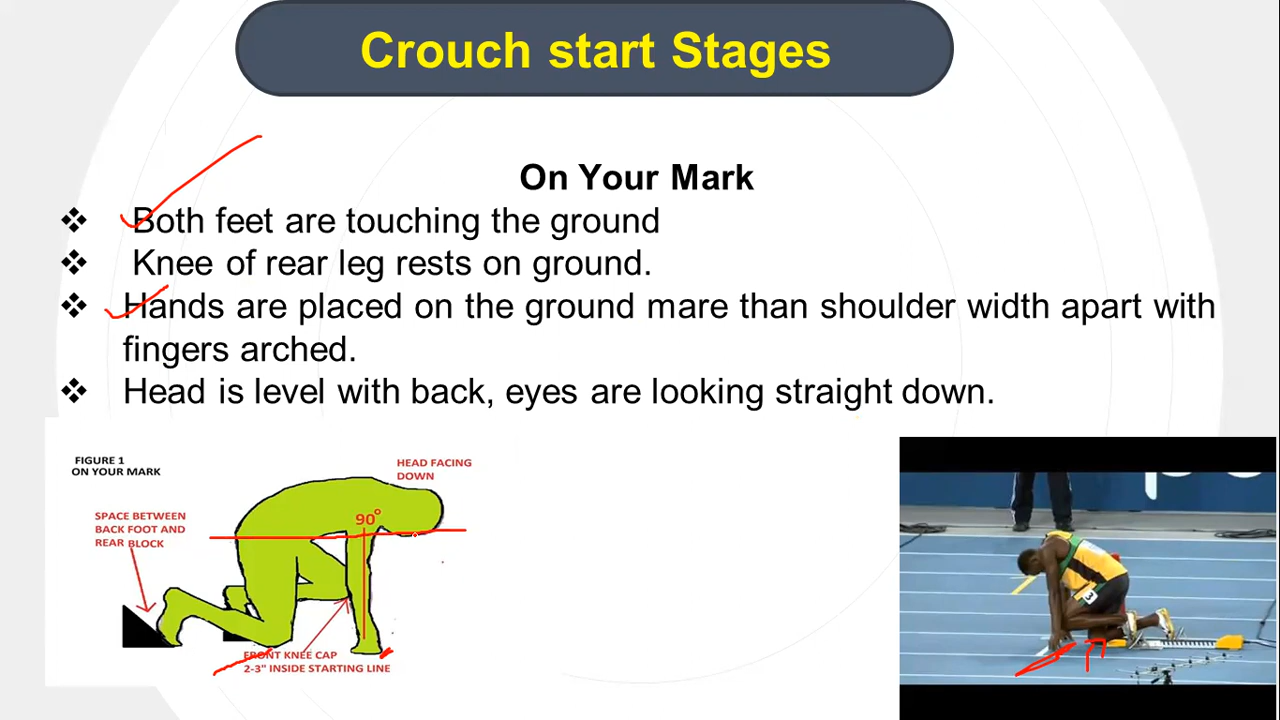 Crouch start Stages
On Your Mark
❖ Both feet are touching the ground
❖ Knee of rear leg rests on ground.
❖ Hands are placed on the ground mare than shoulder width apart with
fingers arched.
❖ Head is level with back, eyes are looking straight down.
FIGURE 1
ON YOUR MARK
HEAD FACING
DOWN
SPACE BETWEEN
BACK FOOT AND
REAR BLOCK
90°
FRONT KNEE CAP
2-3" INSIDE STARTING LINE
3